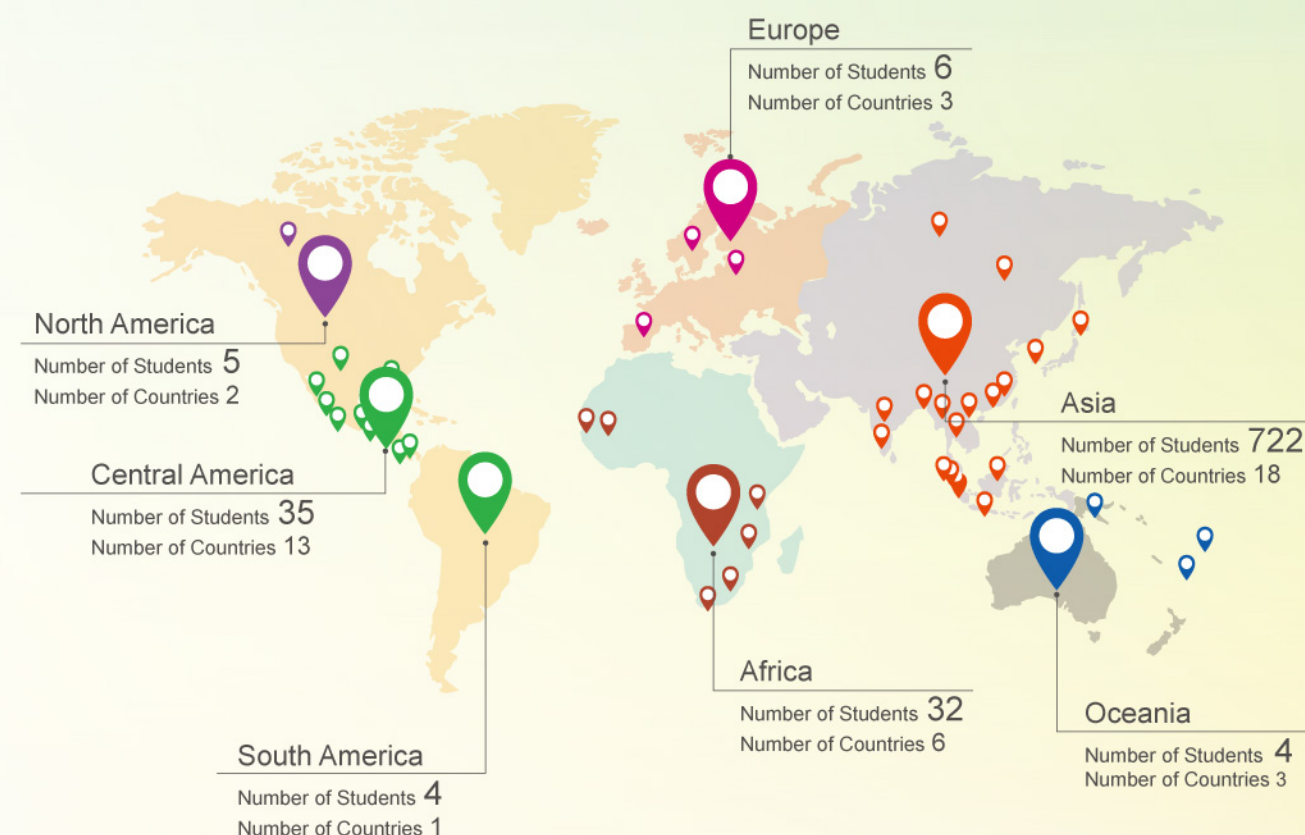 Europe
Number of Students 6
Number of Countries 3
North America
Number of Students 5
Number of Countries 2
Asia
Number of Students 722
Number of Countries 18
Central America
Number of Students 35
Number of Countries 13
Africa
Number of Students 32
Number of Countries 6
Oceania
Number of Students 4
Number of Countries 3
South America
Number of Students 4
Number of Countries 1